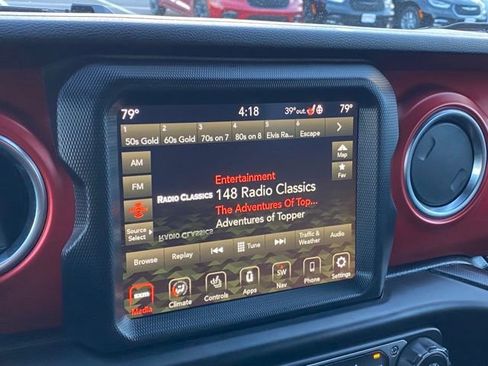 79° 4:18 39° out 79°
1 2 3 4 5 6
50s Gold 60s Gold 70s on 7 80s on 8 Elvis Ra... Escape
AM
Map
FM
Entertainment
Fav
RADIO CLASSICS 148 Radio Classics
The Adventures Of Top...
Source Select
Adventures of Topper
Browse Replay Tune Traffic & Weather Audio
Media Climate Controls Apps SW Nav Phone Settings